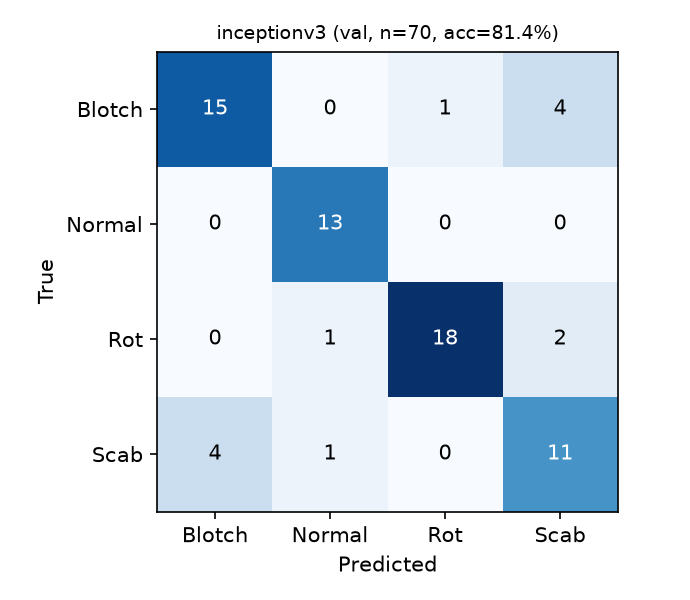 inceptionv3 (val, n=70, acc=81.4%)
Blotch 15 0 1 4
Normal 0 13 0 0
Rot 0 1 18 2
Scab 4 1 0 11
True
Blotch Normal Rot Scab
Predicted